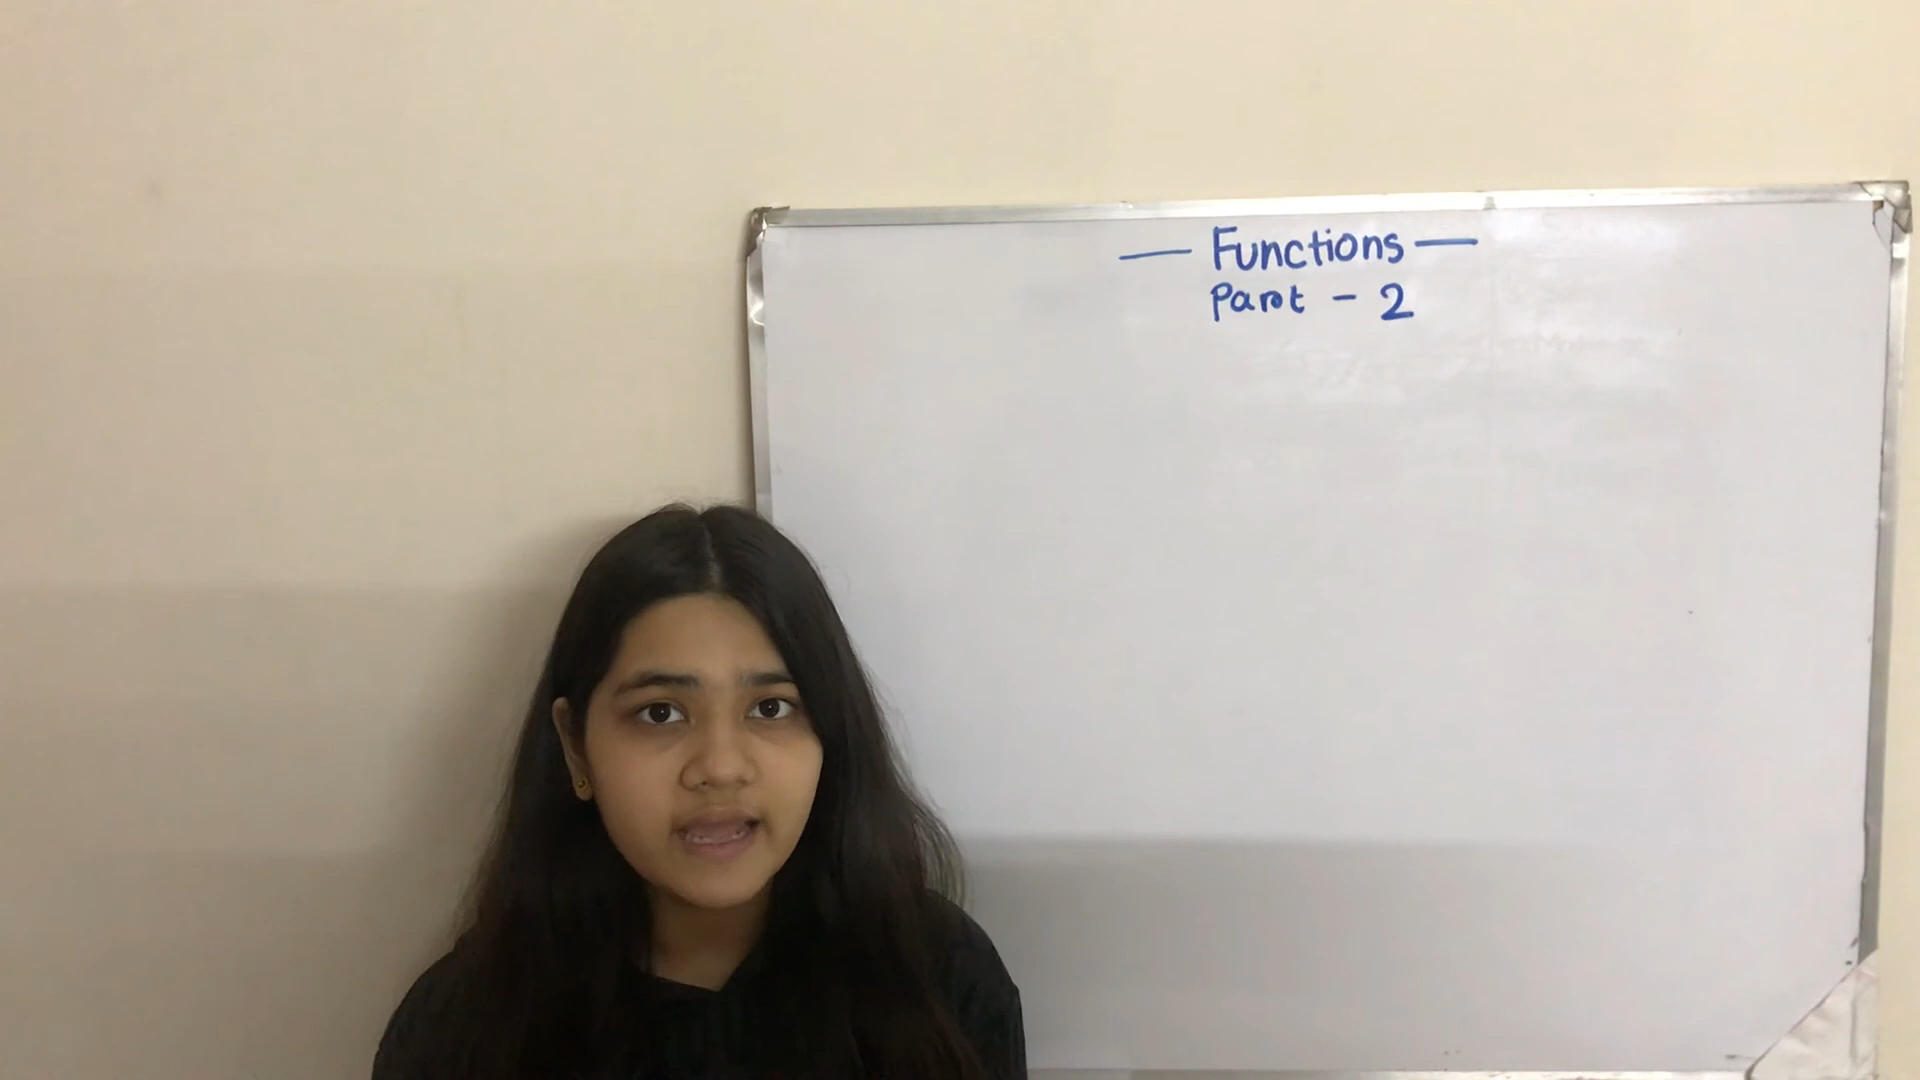 — Functions —
Part - 2